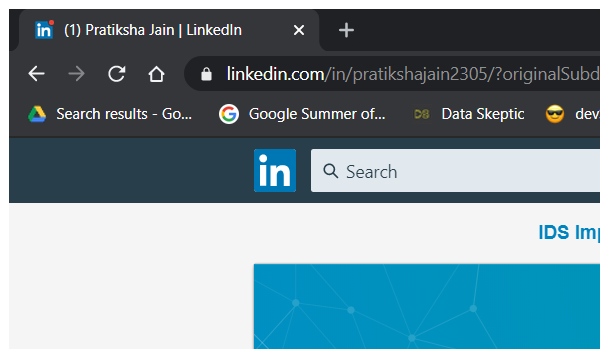 (1) Pratiksha Jain | LinkedIn
linkedin.com/in/pratikshajain2305/?originalSubd
Search results - Go... Google Summer of... DS Data Skeptic dev
in Search
IDS Imp